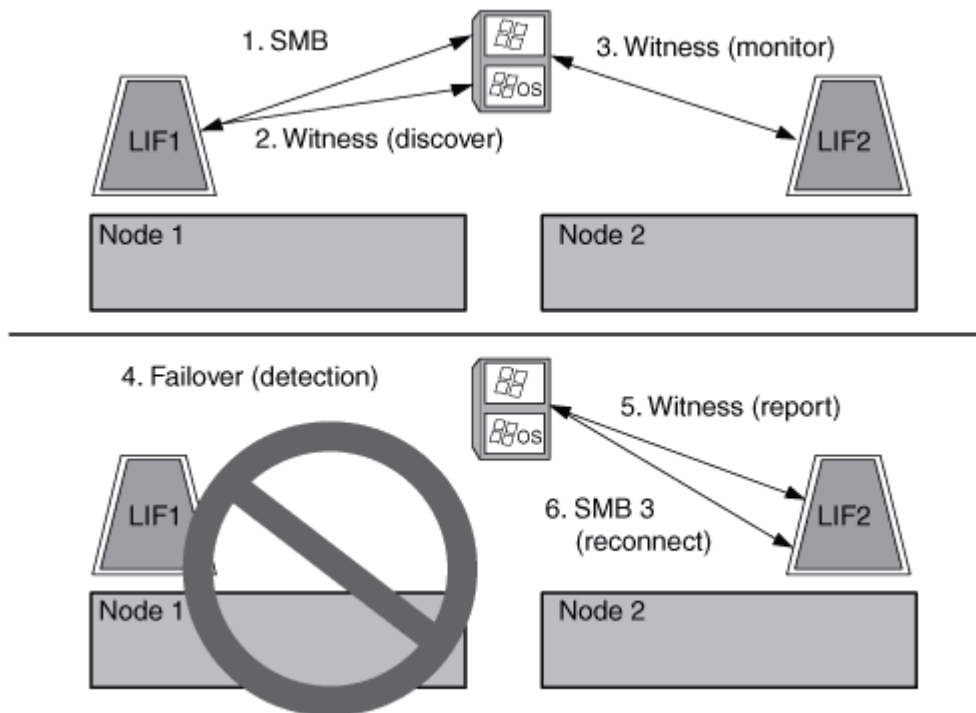 1. SMB
3. Witness (monitor)
os
LIF1
2. Witness (discover)
LIF2
Node 1
Node 2
4. Failover (detection)
5. Witness (report)
os
LIF1
6. SMB 3
(reconnect)
LIF2
Node 1
Node 2